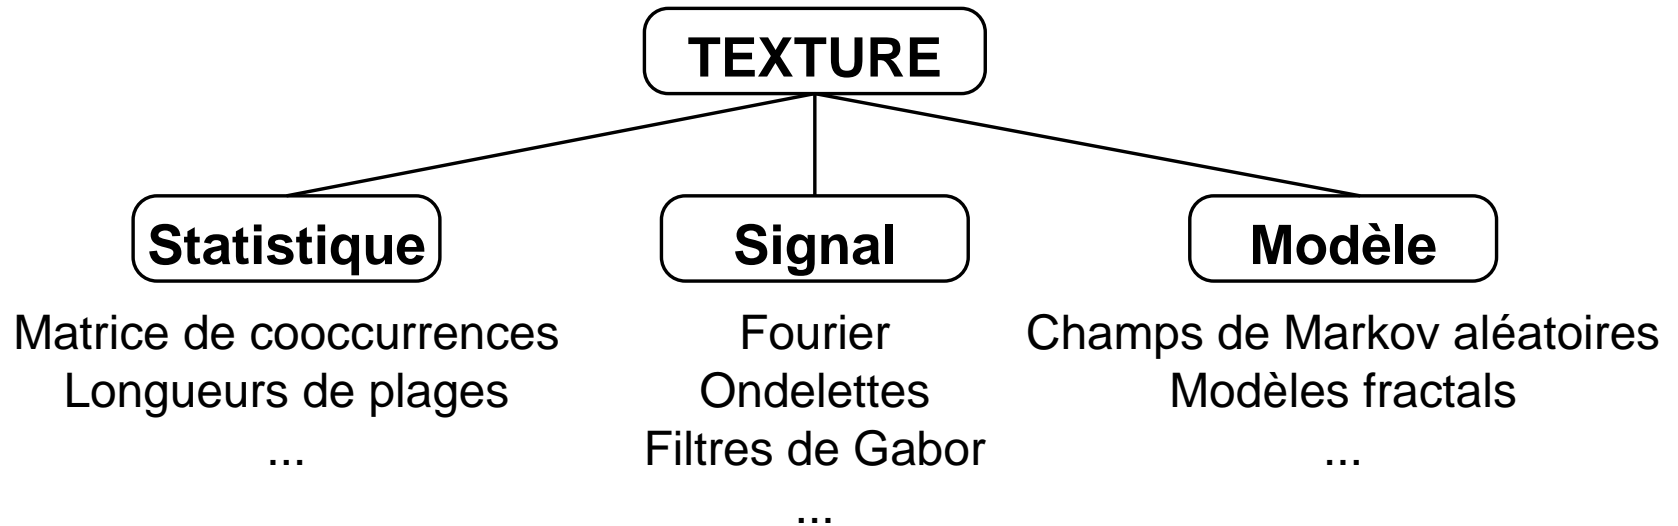 TEXTURE
Statistique
Matrice de cooccurrences
Longueurs de plages
...
Signal
Fourier
Ondelettes
Filtres de Gabor
...
Modèle
Champs de Markov aléatoires
Modèles fractals
...